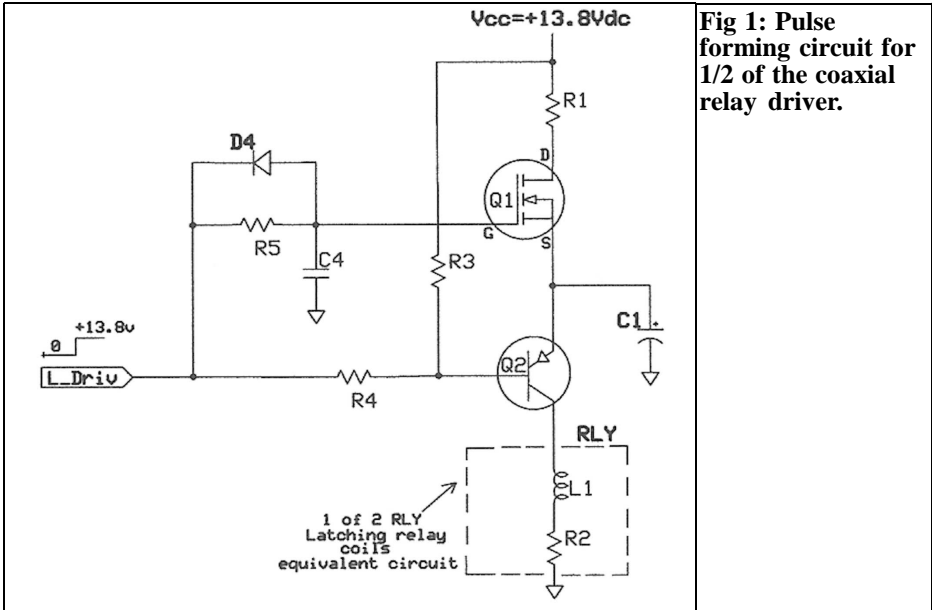 Vcc=+13.8Vdc
R1
D4
D
Q1
G
S
R5
C4
R3
C1
+
+13.8v
0
L_Driv
R4
Q2
RLY
L1
R2
1 of 2 RLY
Latching relay
coils
equivalent circuit
Fig 1: Pulse
forming circuit for
1/2 of the coaxial
relay driver.